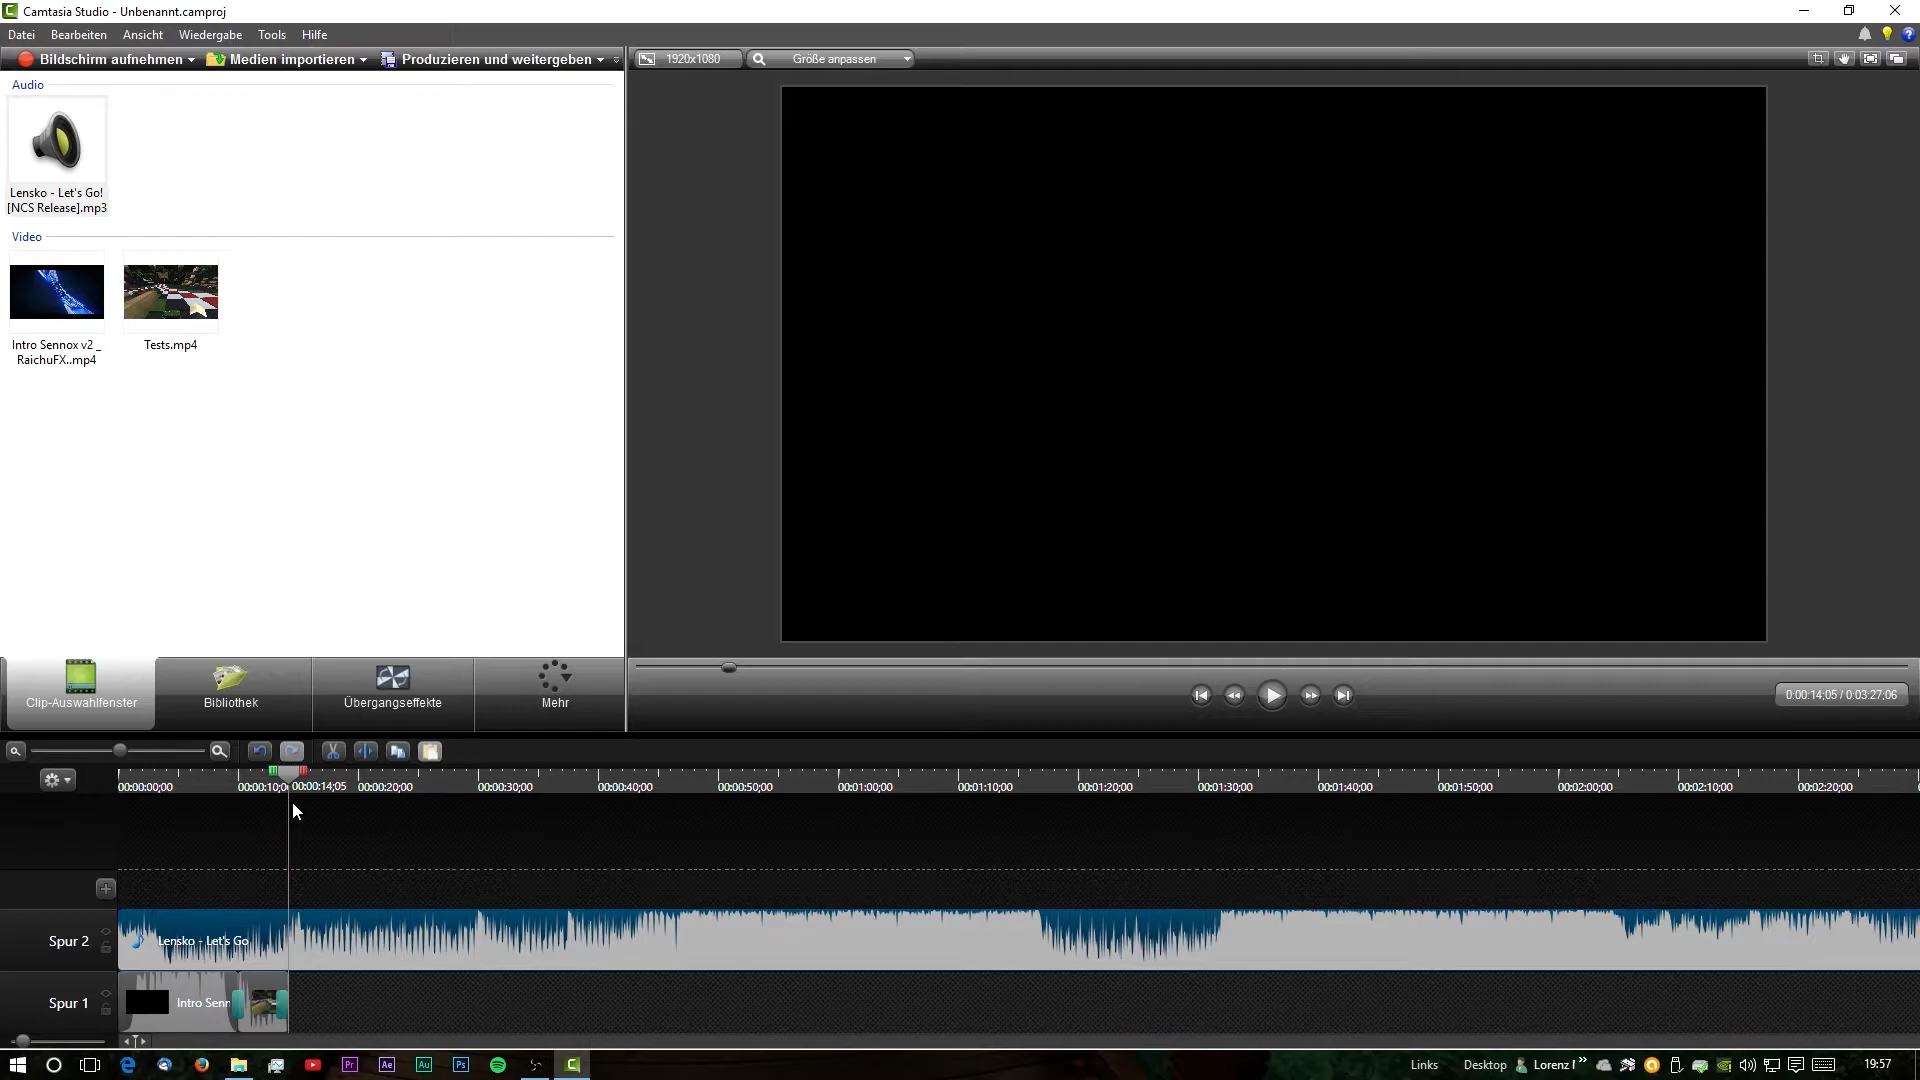 Camtasia Studio - Unbenannt.camproj
Datei Bearbeiten Ansicht Wiedergabe Tools Hilfe
Bildschirm aufnehmen Medien importieren Produzieren und weitergeben
1920x1080 Größe anpassen
Audio
Lensko - Let's Go!
[NCS Release].mp3
Video
Intro Sennox v2 _
RaichuFX..mp4
Tests.mp4
Clip-Auswahlfenster Bibliothek Übergangseffekte Mehr
0:00:14;05 / 0:03:27;06
00:00:00;00 00:00:10;0 00:00:14;05 00:00:20;00 00:00:30;00 00:00:40;00 00:00:50;00 00:01:00;00 00:01:10;00 00:01:20;00 00:01:30;00 00:01:40;00 00:01:50;00 00:02:00;00 00:02:10;00 00:02:20;00
Spur 2
Lensko - Let's Go
Spur 1
Intro Senn
Pr Ae Au Ps
Links Desktop Lorenz 19:57